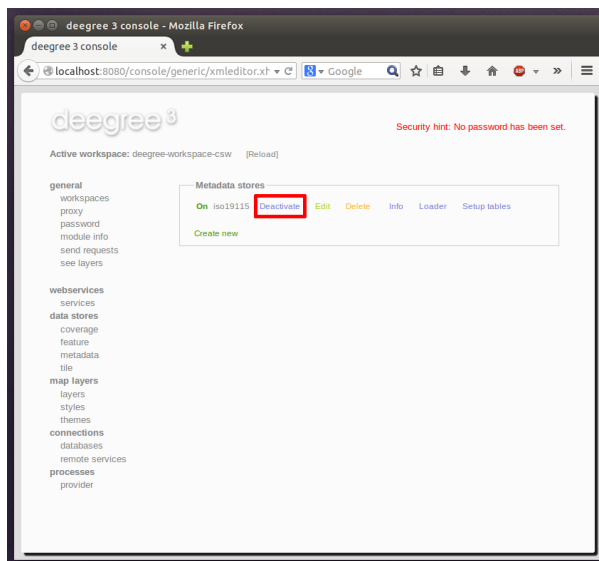 deegree 3 console - Mozilla Firefox
deegree 3 console ×
localhost:8080/console/generic/xmleditor.xh Google ABP
deegree 3
Security hint: No password has been set.
Active workspace: deegree-workspace-csw [Reload]
general
workspaces
proxy
password
module info
send requests
see layers
webservices
services
data stores
coverage
feature
metadata
tile
map layers
layers
styles
themes
connections
databases
remote services
processes
provider
Metadata stores
On iso19115 Deactivate Edit Delete Info Loader Setup tables
Create new